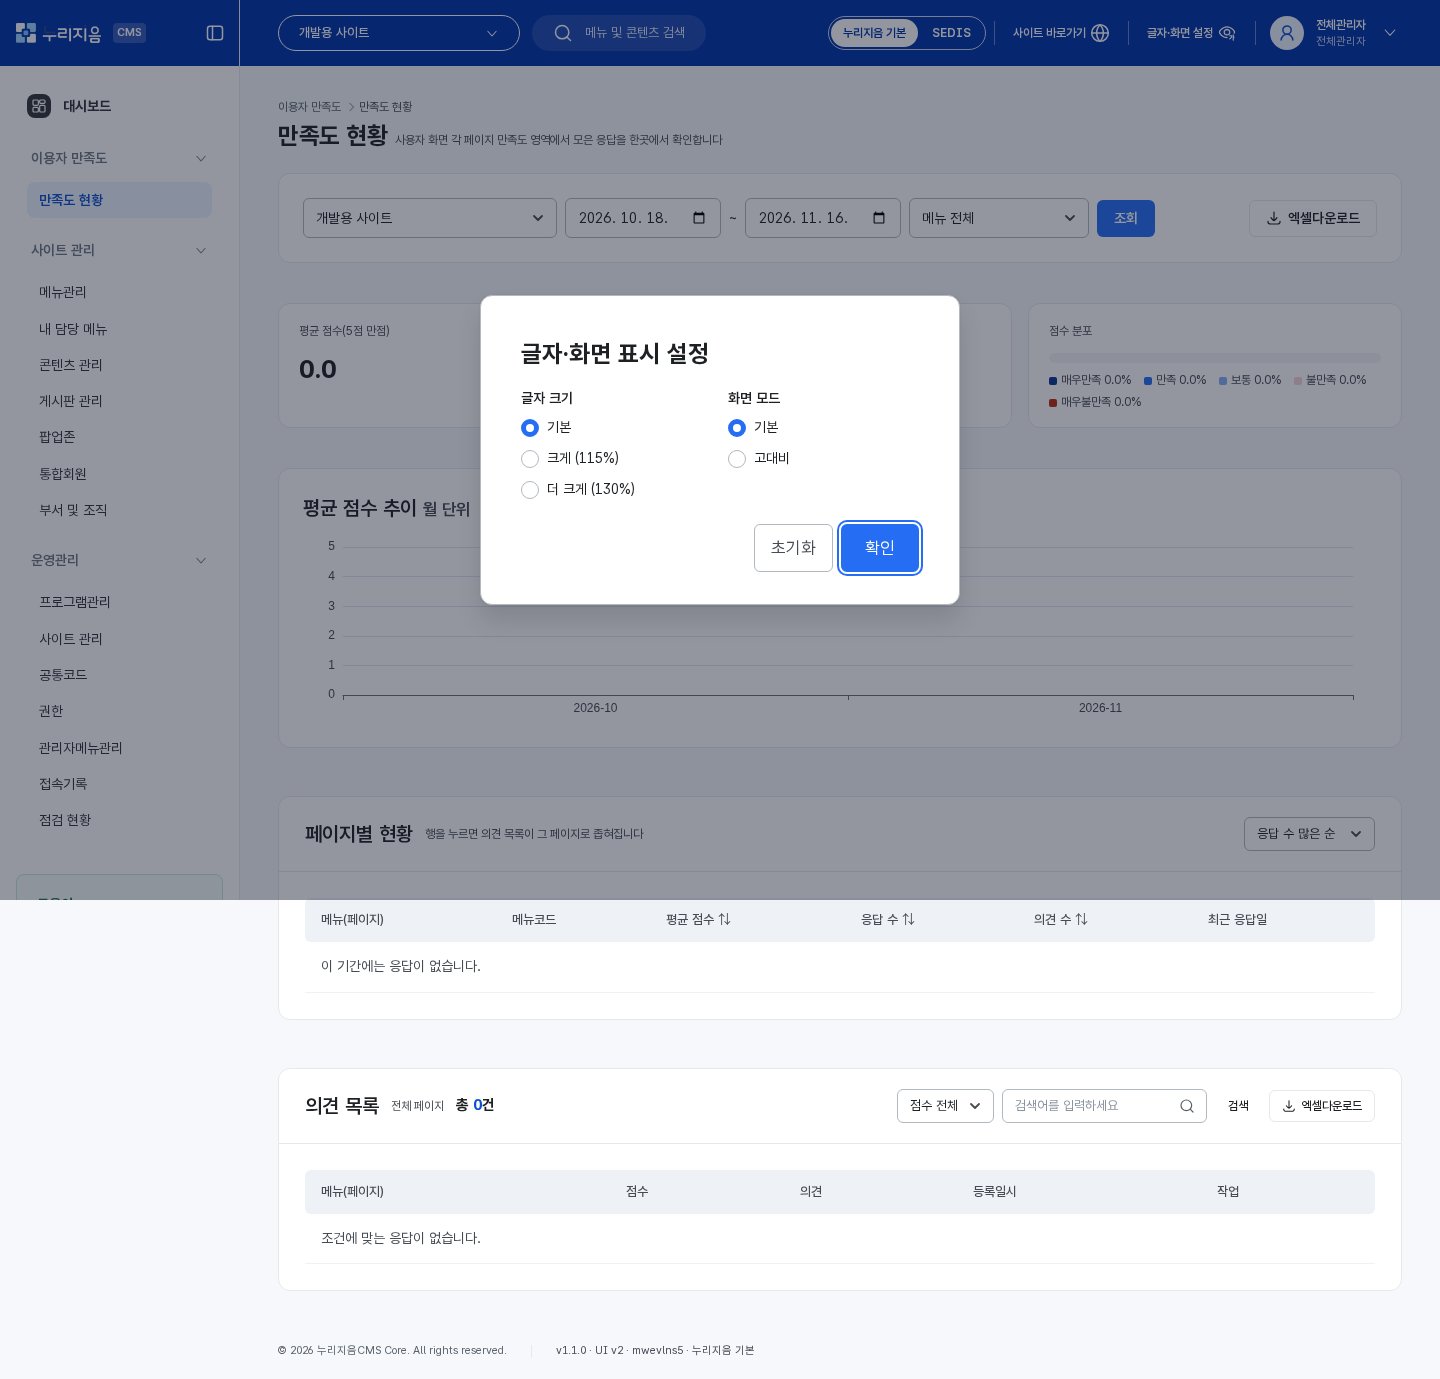 누리지음 CMS
개발용 사이트
메뉴 및 콘텐츠 검색
누리지음 기본
SEDIS
사이트 바로가기
글자·화면 설정
전체관리자
전체관리자
대시보드
이용자 만족도
만족도 현황
사이트 관리
메뉴관리
내 담당 메뉴
콘텐츠 관리
게시판 관리
팝업존
통합회원
부서 및 조직
운영관리
프로그램관리
사이트 관리
공통코드
권한
관리자메뉴관리
접속기록
점검 현황
이용자 만족도 > 만족도 현황
만족도 현황 사용자 화면 각 페이지 만족도 영역에서 모은 응답을 한곳에서 확인합니다
개발용 사이트
2026. 10. 18.
~
2026. 11. 16.
메뉴 전체
조회
엑셀다운로드
평균 점수(5점 만점)
0.0
점수 분포
매우만족 0.0% 만족 0.0% 보통 0.0% 불만족 0.0%
매우불만족 0.0%
글자·화면 표시 설정
글자 크기
기본
크게 (115%)
더 크게 (130%)
화면 모드
기본
고대비
초기화
확인
평균 점수 추이 월 단위
5
4
3
2
1
0
2026-10
2026-11
페이지별 현황 행을 누르면 의견 목록이 그 페이지로 좁혀집니다
응답 수 많은 순
메뉴(페이지) 메뉴코드 평균 점수 응답 수 의견 수 최근 응답일
이 기간에는 응답이 없습니다.
의견 목록 전체 페이지 총 0건
점수 전체
검색어를 입력하세요
검색
엑셀다운로드
메뉴(페이지) 점수 의견 등록일시 작업
조건에 맞는 응답이 없습니다.
© 2026 누리지음CMS Core. All rights reserved.
v1.1.0 · UI v2 · mwevlns5 · 누리지음 기본